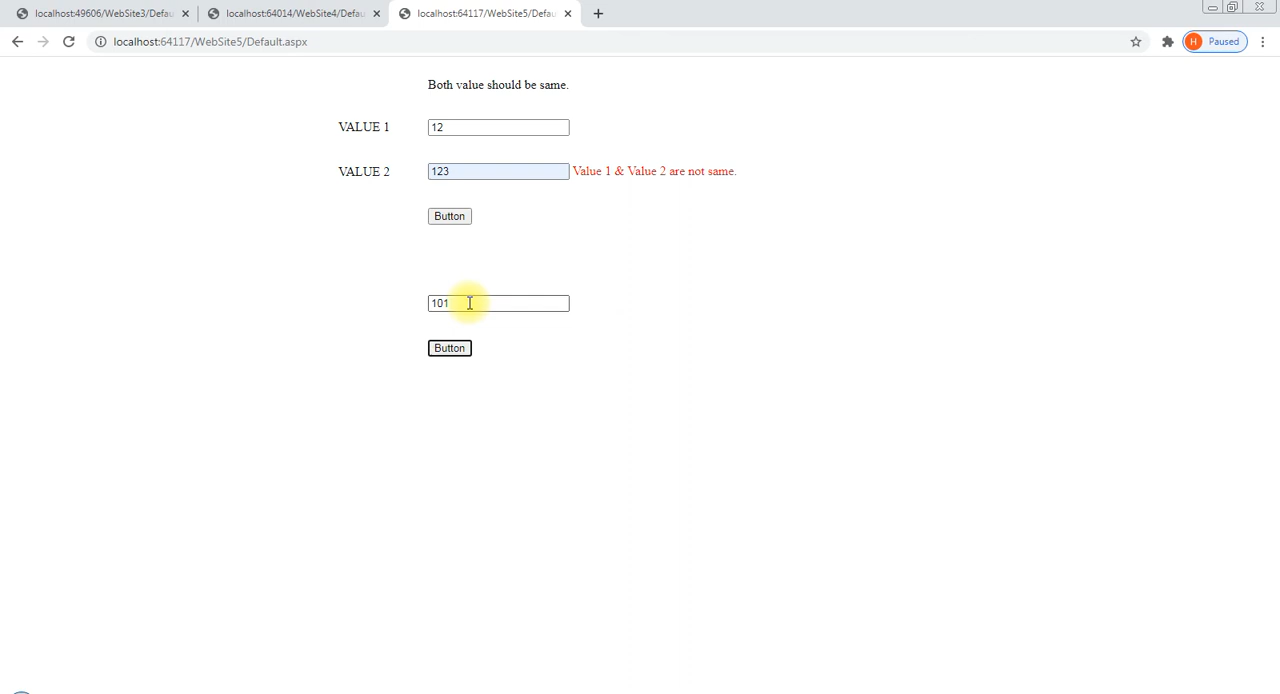 localhost:49606/WebSite3/Defau
localhost:64014/WebSite4/Defau
localhost:64117/WebSite5/Defau
localhost:64117/WebSite5/Default.aspx
H Paused
Both value should be same.
VALUE 1 12
VALUE 2 123 Value 1 & Value 2 are not same.
Button
101
Button